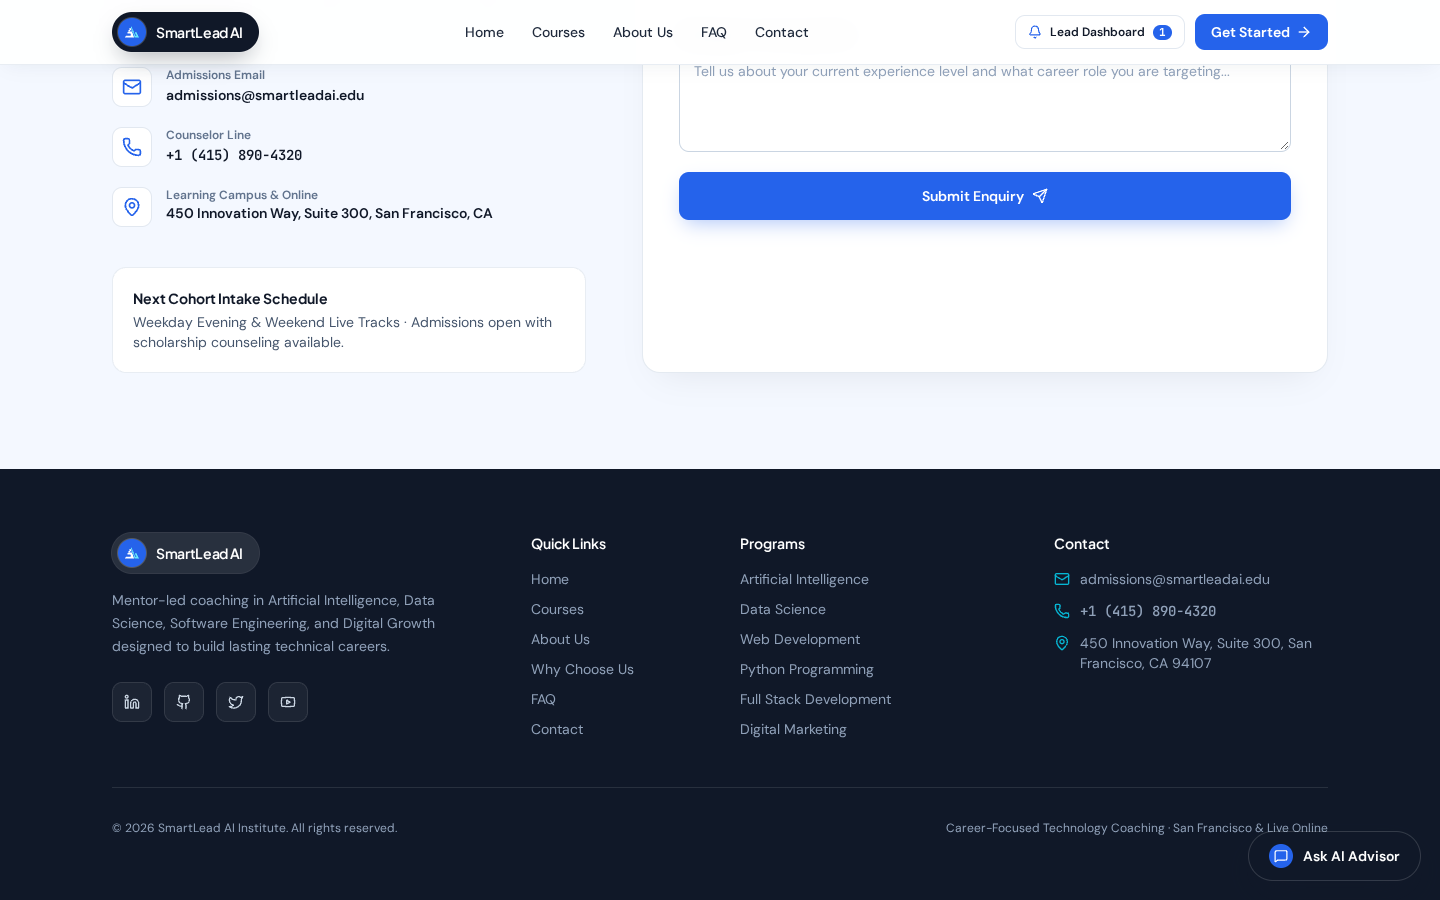 SmartLead AI
Home
Courses
About Us
FAQ
Contact
Lead Dashboard 1
Get Started
Admissions Email
admissions@smartleadai.edu
Counselor Line
+1 (415) 890-4320
Learning Campus & Online
450 Innovation Way, Suite 300, San Francisco, CA
Next Cohort Intake Schedule
Weekday Evening & Weekend Live Tracks · Admissions open with
scholarship counseling available.
Tell us about your current experience level and what career role you are targeting...
Submit Enquiry
SmartLead AI
Mentor-led coaching in Artificial Intelligence, Data
Science, Software Engineering, and Digital Growth
designed to build lasting technical careers.
Quick Links
Home
Courses
About Us
Why Choose Us
FAQ
Contact
Programs
Artificial Intelligence
Data Science
Web Development
Python Programming
Full Stack Development
Digital Marketing
Contact
admissions@smartleadai.edu
+1 (415) 890-4320
450 Innovation Way, Suite 300, San
Francisco, CA 94107
© 2026 SmartLead AI Institute. All rights reserved.
Career-Focused Technology Coaching · San Francisco & Live Online
Ask AI Advisor